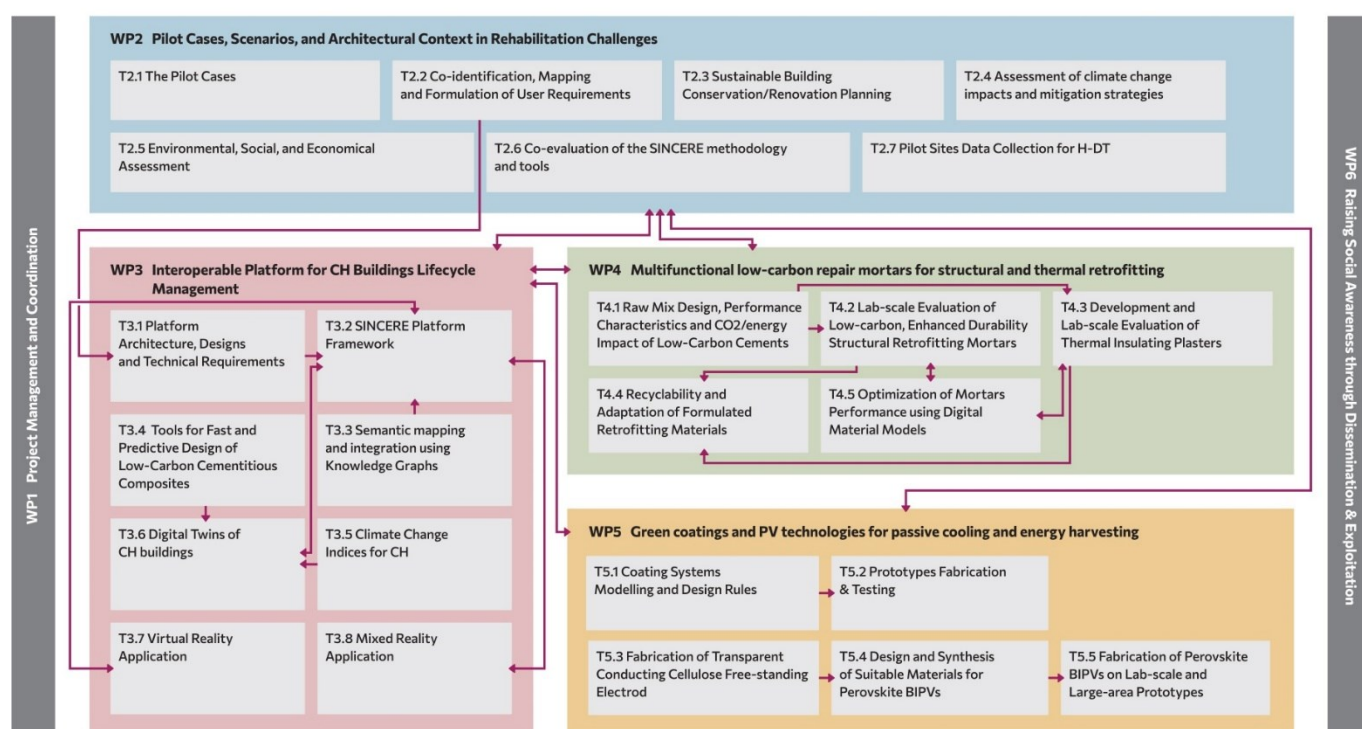 WP1 Project Management and Coordination
WP2 Pilot Cases, Scenarios, and Architectural Context in Rehabilitation Challenges
T2.1 The Pilot Cases
T2.2 Co-identification, Mapping
and Formulation of User Requirements
T2.3 Sustainable Building
Conservation/Renovation Planning
T2.4 Assessment of climate change
impacts and mitigation strategies
T2.5 Environmental, Social, and Economical
Assessment
T2.6 Co-evaluation of the SINCERE methodology
and tools
T2.7 Pilot Sites Data Collection for H-DT
WP3 Interoperable Platform for CH Buildings Lifecycle
Management
T3.1 Platform
Architecture, Designs
and Technical Requirements
T3.2 SINCERE Platform
Framework
T3.4 Tools for Fast and
Predictive Design of
Low-Carbon Cementitious
Composites
T3.3 Semantic mapping
and integration using
Knowledge Graphs
T3.6 Digital Twins of
CH buildings
T3.5 Climate Change
Indices for CH
T3.7 Virtual Reality
Application
T3.8 Mixed Reality
Application
WP4 Multifunctional low-carbon repair mortars for structural and thermal retrofitting
T4.1 Raw Mix Design, Performance
Characteristics and CO2/energy
Impact of Low-Carbon Cements
T4.2 Lab-scale Evaluation of
Low-carbon, Enhanced Durability
Structural Retrofitting Mortars
T4.3 Development and
Lab-scale Evaluation of
Thermal Insulating Plasters
T4.4 Recyclability and
Adaptation of Formulated
Retrofitting Materials
T4.5 Optimization of Mortars
Performance using Digital
Material Models
WP5 Green coatings and PV technologies for passive cooling and energy harvesting
T5.1 Coating Systems
Modelling and Design Rules
T5.2 Prototypes Fabrication
& Testing
T5.3 Fabrication of Transparent
Conducting Cellulose Free-standing
Electrod
T5.4 Design and Synthesis
of Suitable Materials for
Perovskite BIPVs
T5.5 Fabrication of Perovskite
BIPVs on Lab-scale and
Large-area Prototypes
WP6 Raising Social Awareness through Dissemination & Exploitation